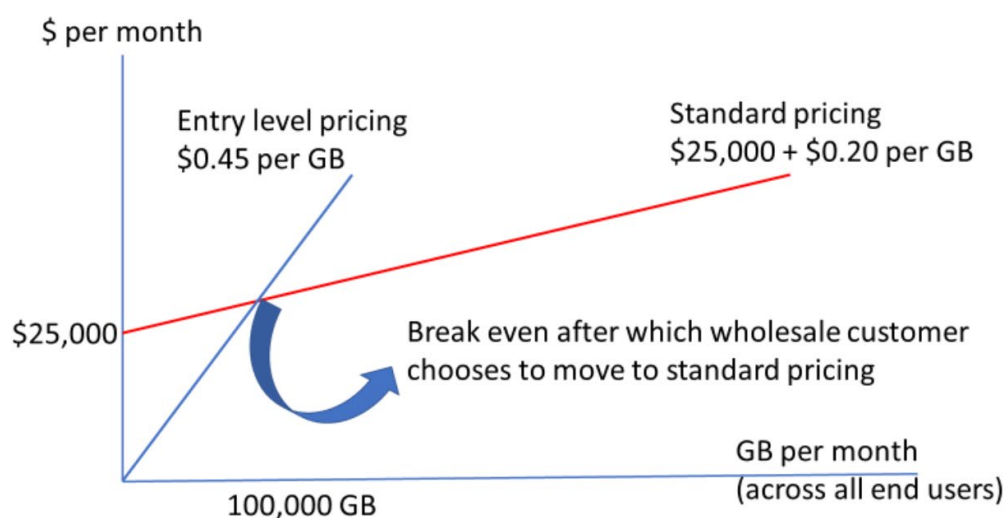 $ per month
Entry level pricing
$0.45 per GB
Standard pricing
$25,000 + $0.20 per GB
$25,000
Break even after which wholesale customer
chooses to move to standard pricing
GB per month
(across all end users)
100,000 GB